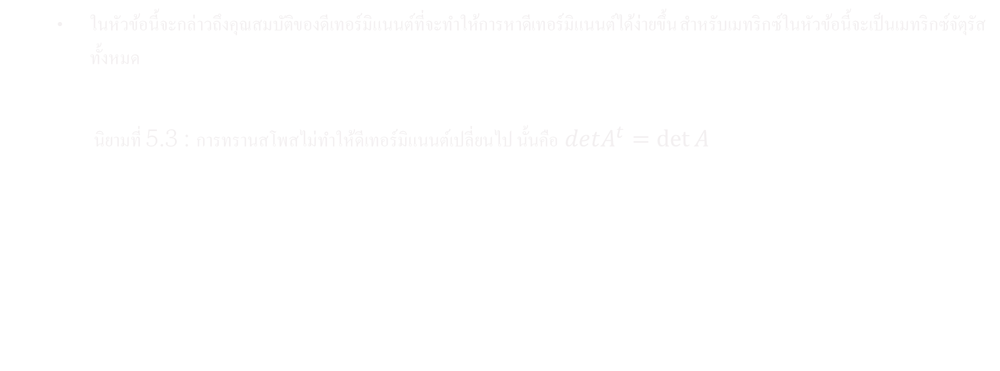 • ในหัวข้อนี้จะกล่าวถึงคุณสมบัติของดีเทอร์มิแนนต์ที่จะทำให้การหาดีเทอร์มิแนนต์ได้ง่ายขึ้น สำหรับเมทริกซ์ในหัวข้อนี้จะเป็นเมทริกซ์จัตุรัส
ทั้งหมด
นิยามที่ 5.3 : การทรานสโพสไม่ทำให้ดีเทอร์มิแนนต์เปลี่ยนไป นั้นคือ detAᵗ = det A